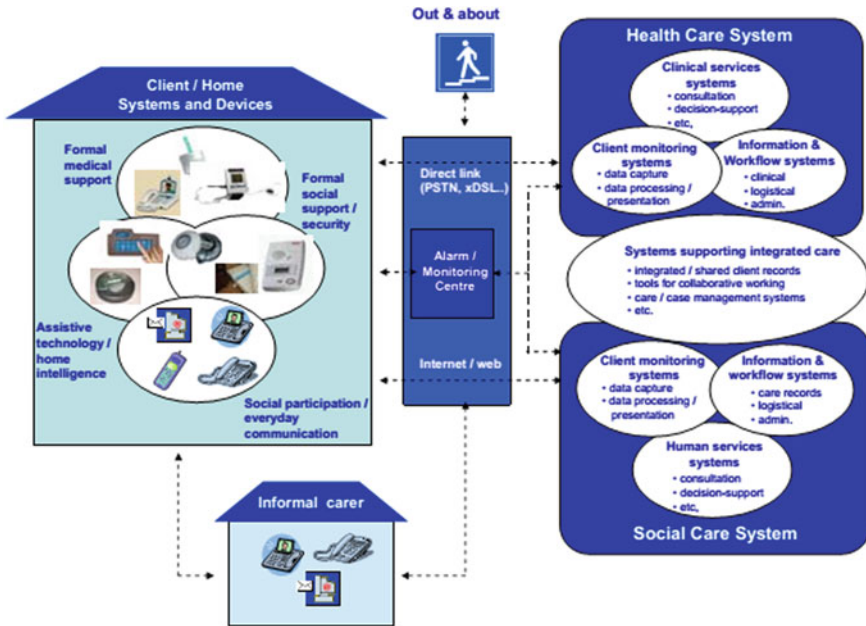 Out & about
Client / Home
Systems and Devices
Formal
medical
support
Formal
social
support /
security
Assistive
technology /
home
intelligence
Social participation /
everyday
communication
Informal carer
Direct link
(PSTN, xDSL..)
Alarm /
Monitoring
Centre
Internet / web
Health Care System
Clinical services
systems
• consultation
• decision-support
• etc,
Client monitoring
systems
• data capture
• data processing /
presentation
Information &
Workflow systems
• clinical
• logistical
• admin.
Systems supporting integrated care
• integrated / shared client records
• tools for collaborative working
• care / case management systems
• etc.
Client monitoring
systems
• data capture
• data processing /
presentation
Information &
workflow systems
• care records
• logistical
• admin.
Human services
systems
• consultation
• decision-support
• etc,
Social Care System